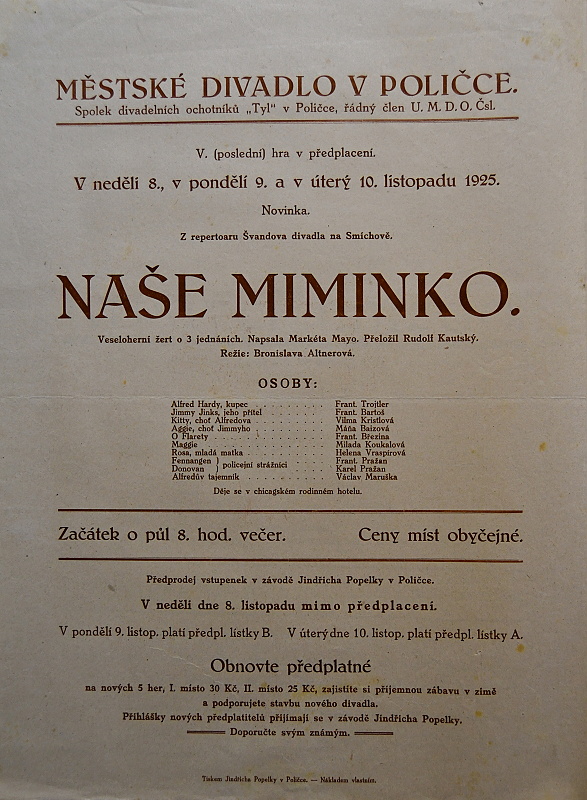 MĚSTSKÉ DIVADLO V POLIČCE.
Spolek divadelních ochotníků „Tyl“ v Poličce, řádný člen U. M. D. O. Čsl.
V. (poslední) hra v předplacení.
V neděli 8., v pondělí 9. a v úterý 10. listopadu 1925.
Novinka.
Z repertoaru Švandova divadla na Smíchově.
NAŠE MIMINKO.
Veseloherní žert o 3 jednáních. Napsala Markéta Mayo. Přeložil Rudolf Kautský.
Režie: Bronislava Altnerová.
OSOBY:
Alfred Hardy, kupec . . . . . . . . . Frant. Trojtler
Jimmy Jinks, jeho přítel . . . . . . . Frant. Bartoš
Kitty, choť Alfredova . . . . . . . . Vilma Kristlová
Aggie, choť Jimmyho . . . . . . . . Máňa Baizová
O Flarety . . . . . . . . . . . Frant. Březina
Maggie . . . . . . . . . . . . Milada Koukalová
Rosa, mladá matka . . . . . . . . . Helena Vraspírová
Fennangen } policejní strážníci . . . . Frant. Pražan
Donovan } Karel Pražan
Alfredův tajemník . . . . . . . . . Václav Maruška
Děje se v chicagském rodinném hotelu.
Začátek o půl 8. hod. večer. Ceny míst obyčejné.
Předprodej vstupenek v závodě Jindřicha Popelky v Poličce.
V neděli dne 8. listopadu mimo předplacení.
V pondělí 9. listop. platí předpl. lístky B. V úterý dne 10. listop. platí předpl. lístky A.
Obnovte předplatné
na nových 5 her, I. místo 30 Kč, II. místo 25 Kč, zajistíte si příjemnou zábavu v zimě
a podporujete stavbu nového divadla.
Přihlášky nových předplatitelů přijímají se v závodě Jindřicha Popelky.
Doporučte svým známým.
Tiskem Jindřicha Popelky v Poličce. — Nákladem vlastním.